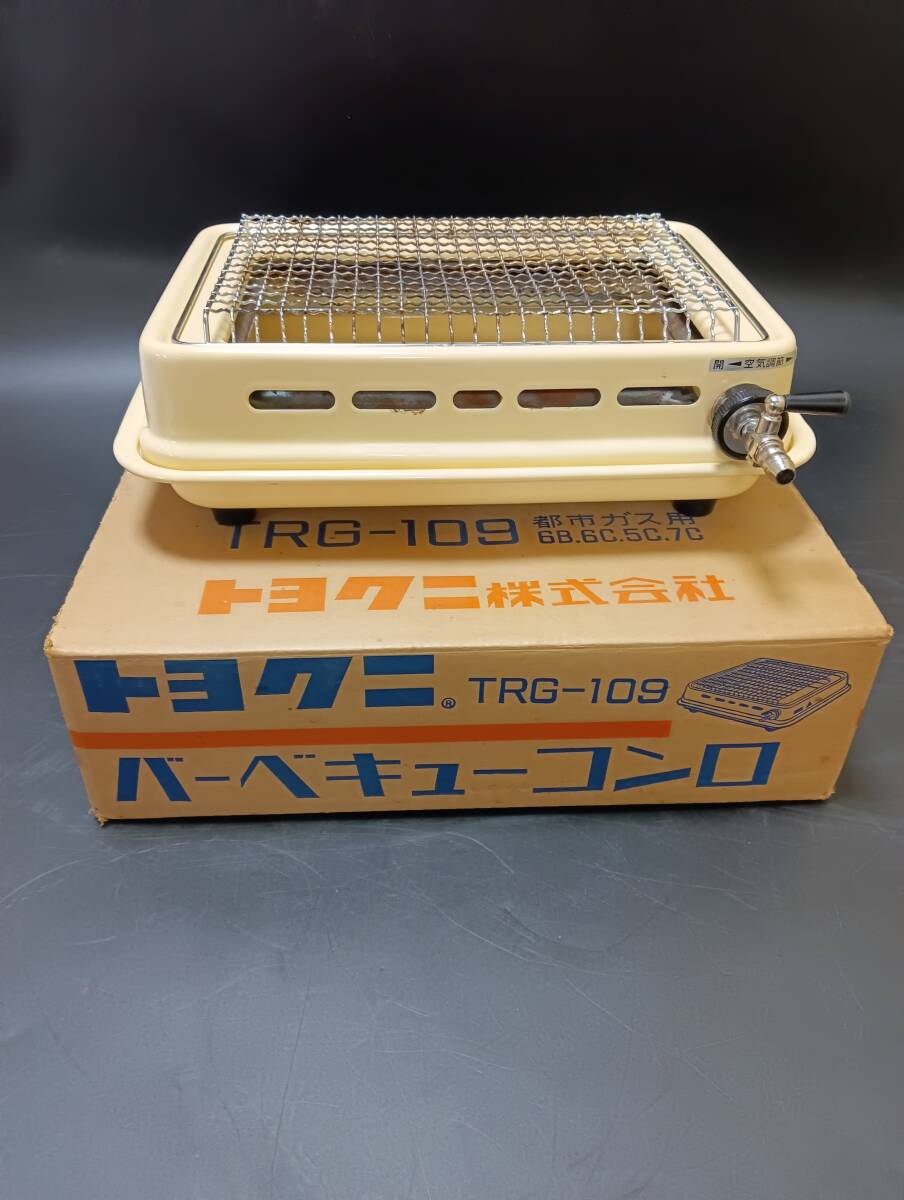 開 ◄ 空気調節
TRG-109 都市ガス用
6B.6C.5C.7C
トヨクニ株式会社
トヨクニ® TRG-109
バーベキューコンロ